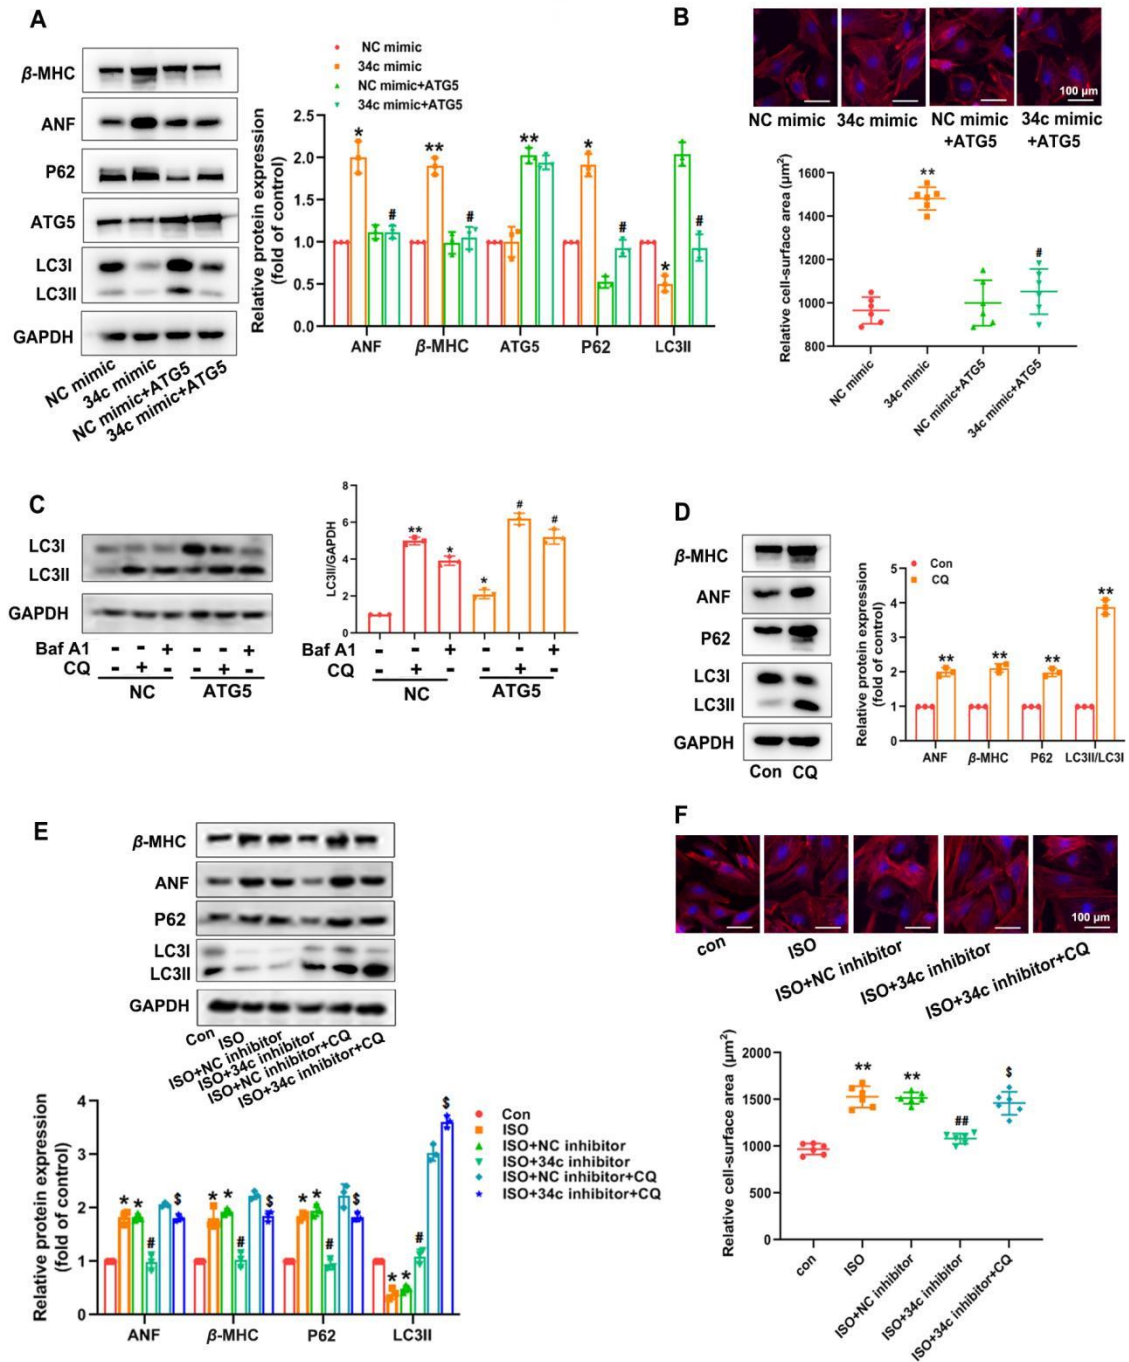 A
β-MHC
ANF
P62
ATG5
LC3I
LC3II
GAPDH
NC mimic
34c mimic
NC mimic+ATG5
34c mimic+ATG5
NC mimic
34c mimic
NC mimic+ATG5
34c mimic+ATG5
Relative protein expression
(fold of control)
2.5
2.0
1.5
1.0
0.5
0.0
* ** ** * #
# # * #
ANF β-MHC ATG5 P62 LC3II
B
100 μm
NC mimic 34c mimic NC mimic 34c mimic
+ATG5 +ATG5
Relative cell-surface area (μm²)
1600
1400
1000
800
**
#
NC mimic
34c mimic
NC mimic+ATG5
34c mimic+ATG5
C
LC3I
LC3II
GAPDH
Baf A1 - - + - - +
CQ - + - - + -
NC ATG5
LC3II/GAPDH
8
6
4
2
0
** * * # #
Baf A1 - - + - - +
CQ - + - - + -
NC ATG5
D
β-MHC
ANF
P62
LC3I
LC3II
GAPDH
Con CQ
Con
CQ
Relative protein expression
(fold of control)
5
4
3
2
1
0
** ** ** **
ANF β-MHC P62 LC3II/LC3I
E
β-MHC
ANF
P62
LC3I
LC3II
GAPDH
Con
ISO
ISO+NC inhibitor
ISO+34c inhibitor
ISO+NC inhibitor+CQ
ISO+34c inhibitor+CQ
Relative protein expression
(fold of control)
4
3
2
1
0
* * # $
* * # $
* * # $
* * # $
ANF β-MHC P62 LC3II
Con
ISO
ISO+NC inhibitor
ISO+34c inhibitor
ISO+NC inhibitor+CQ
ISO+34c inhibitor+CQ
F
100 μm
con
ISO
ISO+NC inhibitor
ISO+34c inhibitor
ISO+34c inhibitor+CQ
Relative cell-surface area (μm²)
2000
1500
1000
500
0
** ** ## $
con
ISO
ISO+NC inhibitor
ISO+34c inhibitor
ISO+34c inhibitor+CQ